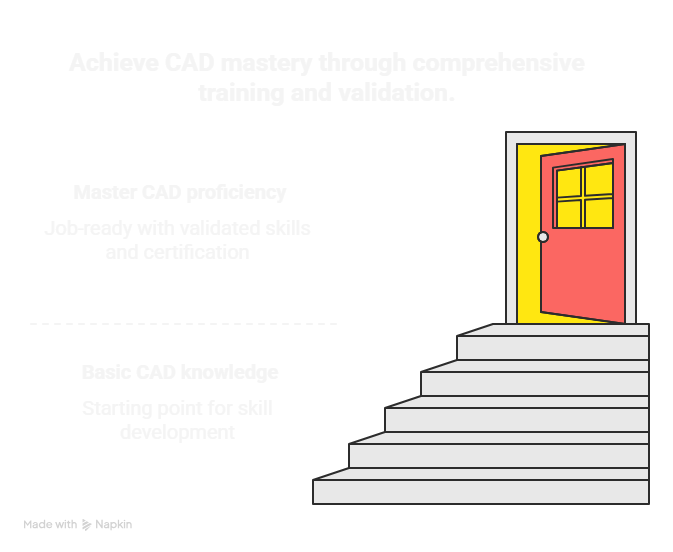 Achieve CAD mastery through comprehensive
training and validation.
Master CAD proficiency
Job-ready with validated skills
and certification
Basic CAD knowledge
Starting point for skill
development
Made with Napkin